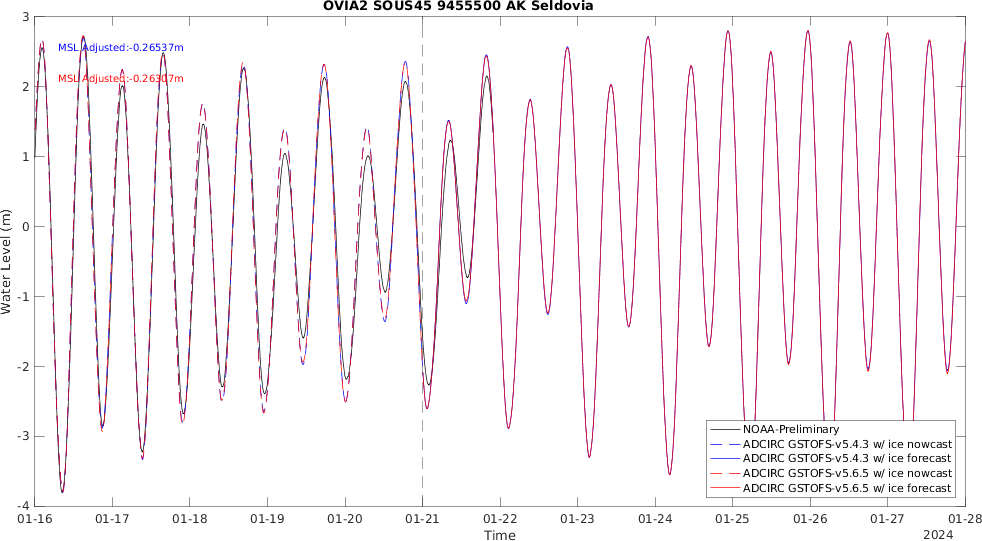 OVIA2 SOUS45 9455500 AK Seldovia
3
2
1
0
-1
-2
-3
-4
Water Level (m)
MSL Adjusted:-0.26537m
MSL Adjusted:-0.26307m
NOAA-Preliminary
ADCIRC GSTOFS-v5.4.3 w/ ice nowcast
ADCIRC GSTOFS-v5.4.3 w/ ice forecast
ADCIRC GSTOFS-v5.6.5 w/ ice nowcast
ADCIRC GSTOFS-v5.6.5 w/ ice forecast
01-16 01-17 01-18 01-19 01-20 01-21 01-22 01-23 01-24 01-25 01-26 01-27 01-28
Time
2024